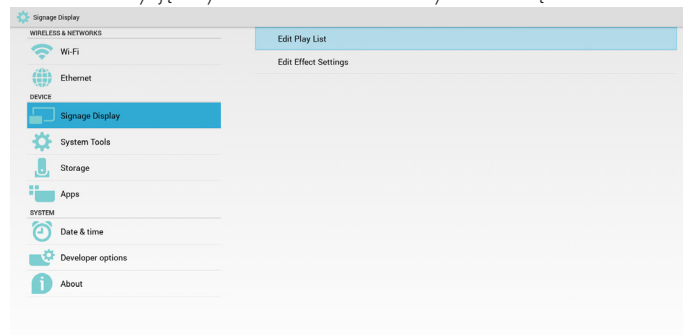 Signage Display
WIRELESS & NETWORKS
Wi-Fi
Ethernet
DEVICE
Signage Display
System Tools
Storage
Apps
SYSTEM
Date & time
Developer options
About
Edit Play List
Edit Effect Settings